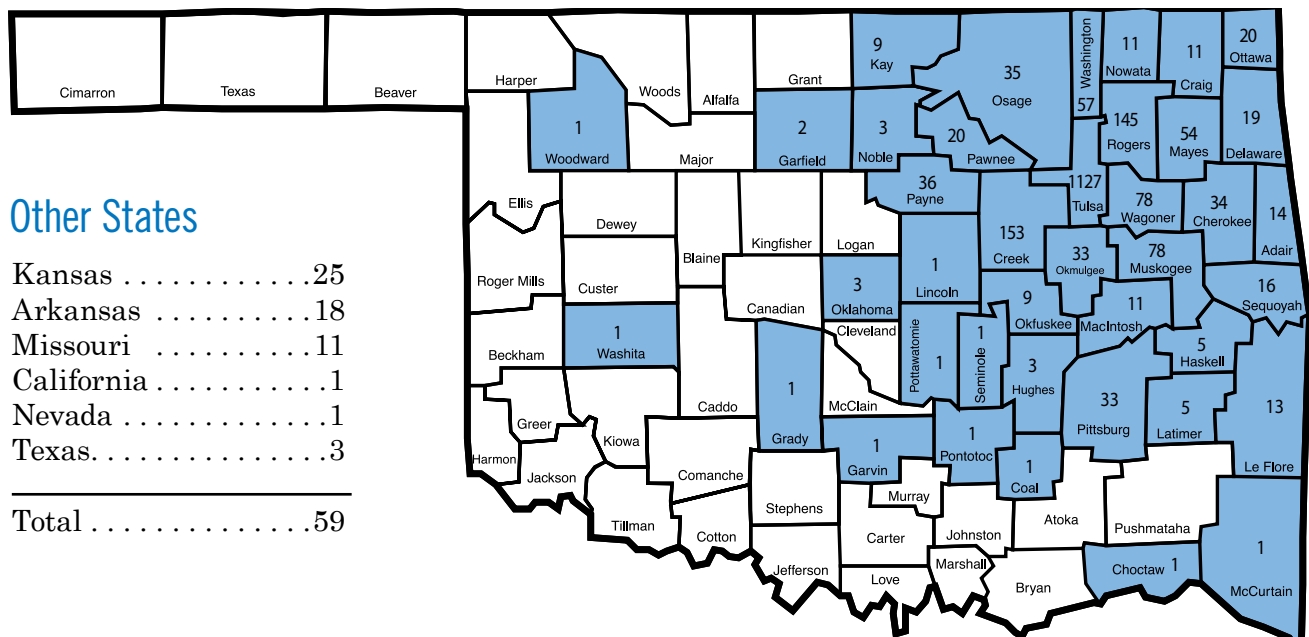 Other States
Kansas . . . . . . . . . . . .25
Arkansas . . . . . . . . . .18
Missouri . . . . . . . . . .11
California . . . . . . . . . . .1
Nevada . . . . . . . . . . . . .1
Texas. . . . . . . . . . . . . . .3
Total . . . . . . . . . . . . . .59
Cimarron
Texas
Beaver
Harper
1
Woodward
Woods
Alfalfa
Major
Grant
2
Garfield
9
Kay
3
Noble
35
Osage
20
Pawnee
36
Payne
Washington
57
11
Nowata
11
Craig
20
Ottawa
145
Rogers
54
Mayes
19
Delaware
1127
Tulsa
78
Wagoner
34
Cherokee
14
Adair
Ellis
Dewey
Blaine
Kingfisher
Logan
153
Creek
33
Okmulgee
78
Muskogee
16
Sequoyah
Roger Mills
Custer
Canadian
3
Oklahoma
1
Lincoln
9
Okfuskee
11
MacIntosh
5
Haskell
Beckham
1
Washita
Caddo
1
Grady
Cleveland
McClain
Pottawatomie
1
1
Seminole
3
Hughes
33
Pittsburg
5
Latimer
13
Le Flore
Harmon
Greer
Jackson
Kiowa
Comanche
Tillman
Cotton
Stephens
Jefferson
1
Garvin
Murray
Carter
Love
1
Pontotoc
Johnston
Marshall
1
Coal
Atoka
Bryan
Pushmataha
Choctaw 1
1
McCurtain